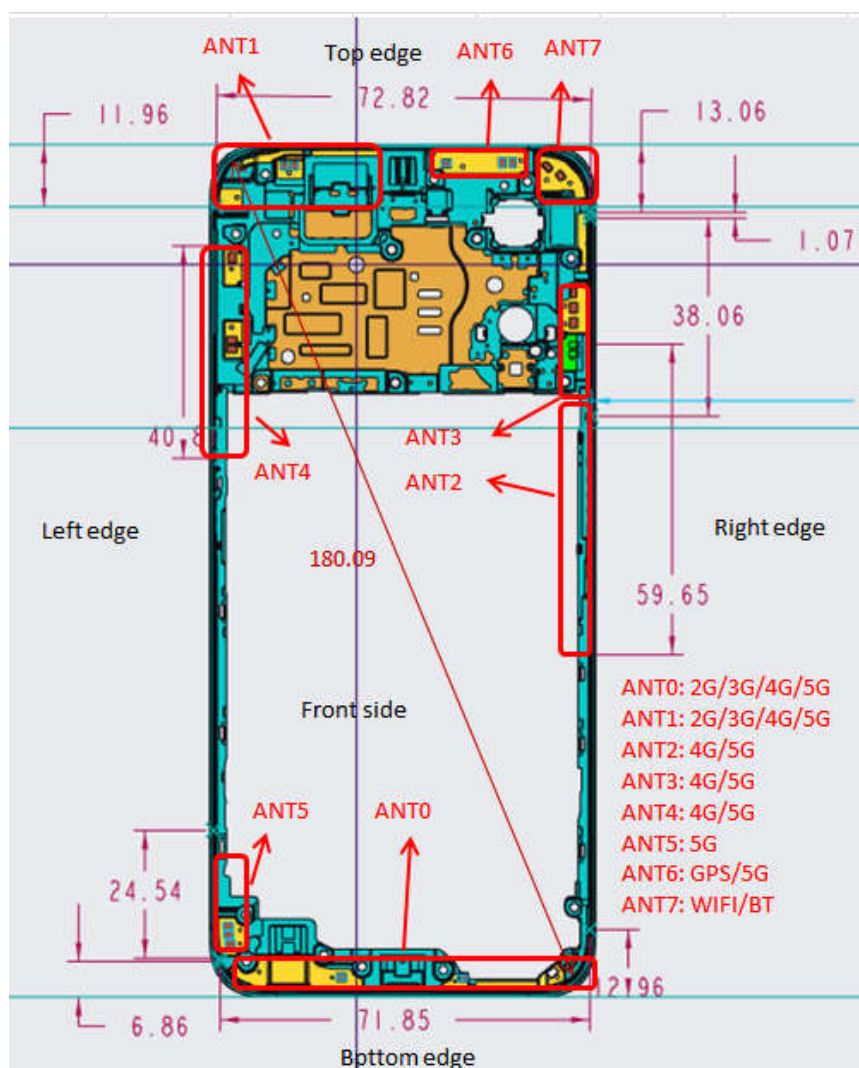 ANT1
Top edge
ANT6
ANT7
72.82
11.96
13.06
1.07
38.06
40.8
ANT3
ANT4
ANT2
Left edge
Right edge
180.09
59.65
ANT0: 2G/3G/4G/5G
ANT1: 2G/3G/4G/5G
ANT2: 4G/5G
ANT3: 4G/5G
ANT4: 4G/5G
ANT5: 5G
ANT6: GPS/5G
ANT7: WIFI/BT
Front side
ANT5
ANT0
24.54
12.96
6.86
71.85
Bottom edge